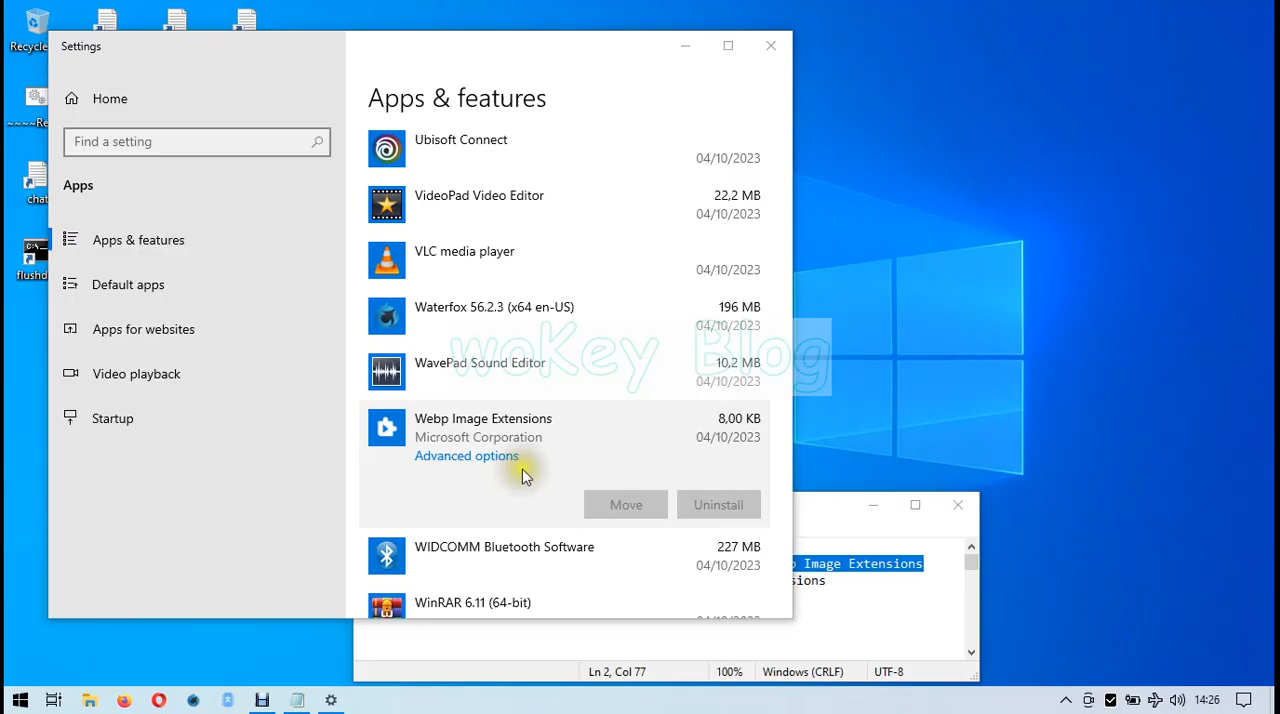 Recycle
~~~~Re
chat
flushd
Settings
Home
Find a setting
Apps
Apps & features
Default apps
Apps for websites
Video playback
Startup
Apps & features
Ubisoft Connect
04/10/2023
VideoPad Video Editor 22,2 MB
04/10/2023
VLC media player
04/10/2023
Waterfox 56.2.3 (x64 en-US) 196 MB
04/10/2023
woKey Blog
WavePad Sound Editor 10,2 MB
04/10/2023
Webp Image Extensions 8,00 KB
Microsoft Corporation 04/10/2023
Advanced options
Move Uninstall
WIDCOMM Bluetooth Software 227 MB
04/10/2023
WinRAR 6.11 (64-bit)
p Image Extensions
sions
Ln 2, Col 77 100% Windows (CRLF) UTF-8
14:26